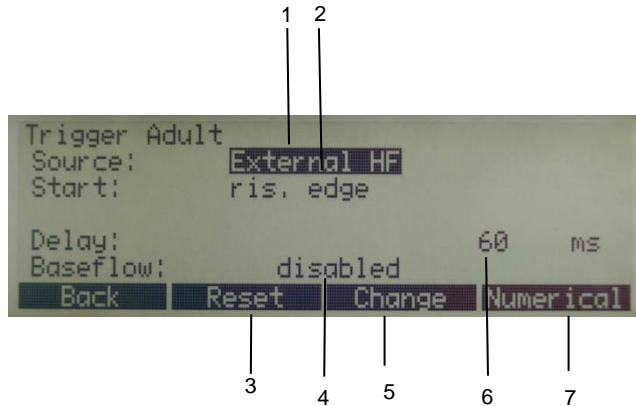 1 2
Trigger Adult
Source: External HF
Start: ris. edge
Delay: 60 ms
Baseflow: disabled
Back Reset Change Numerical
3 4 5 6 7